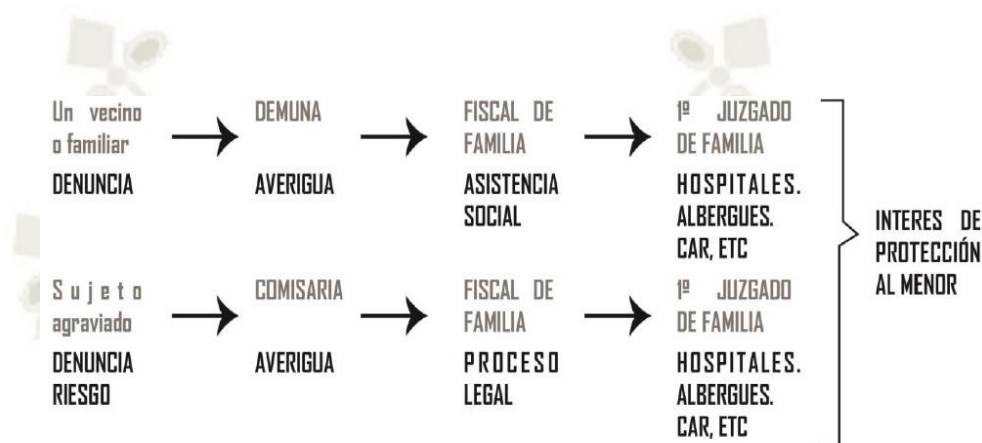 Un vecino
o familiar
DENUNCIA
DEMUNA
AVERIGUA
FISCAL DE
FAMILIA
ASISTENCIA
SOCIAL
1º JUZGADO
DE FAMILIA
HOSPITALES.
ALBERGUES.
CAR, ETC
Sujeto
agraviado
DENUNCIA
RIESGO
COMISARIA
AVERIGUA
FISCAL DE
FAMILIA
PROCESO
LEGAL
1º JUZGADO
DE FAMILIA
HOSPITALES.
ALBERGUES.
CAR, ETC
INTERES DE
PROTECCIÓN
AL MENOR